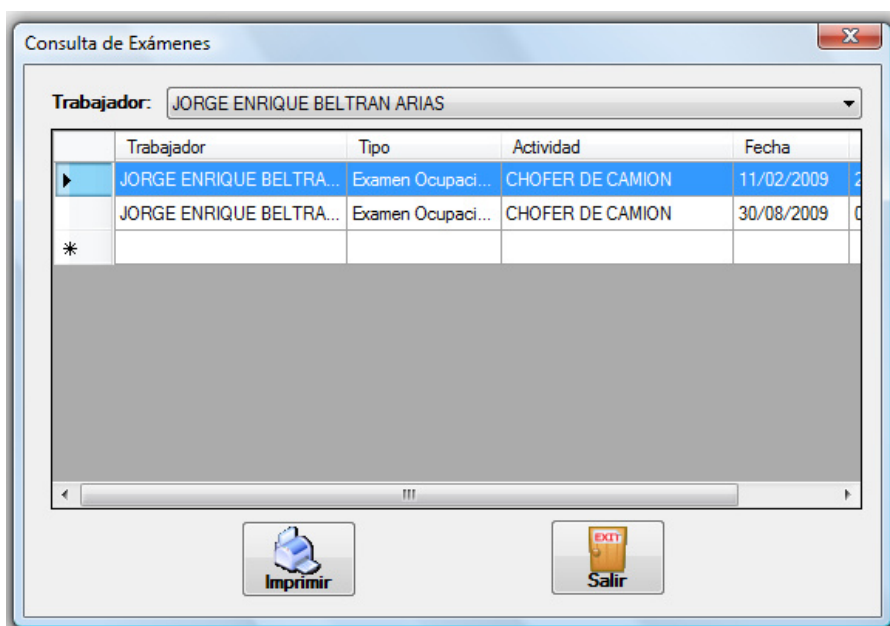 Consulta de Exámenes
Trabajador: JORGE ENRIQUE BELTRAN ARIAS
Trabajador Tipo Actividad Fecha
JORGE ENRIQUE BELTRA... Examen Ocupaci... CHOFER DE CAMION 11/02/2009 2
JORGE ENRIQUE BELTRA... Examen Ocupaci... CHOFER DE CAMION 30/08/2009
EXIT
Imprimir Salir